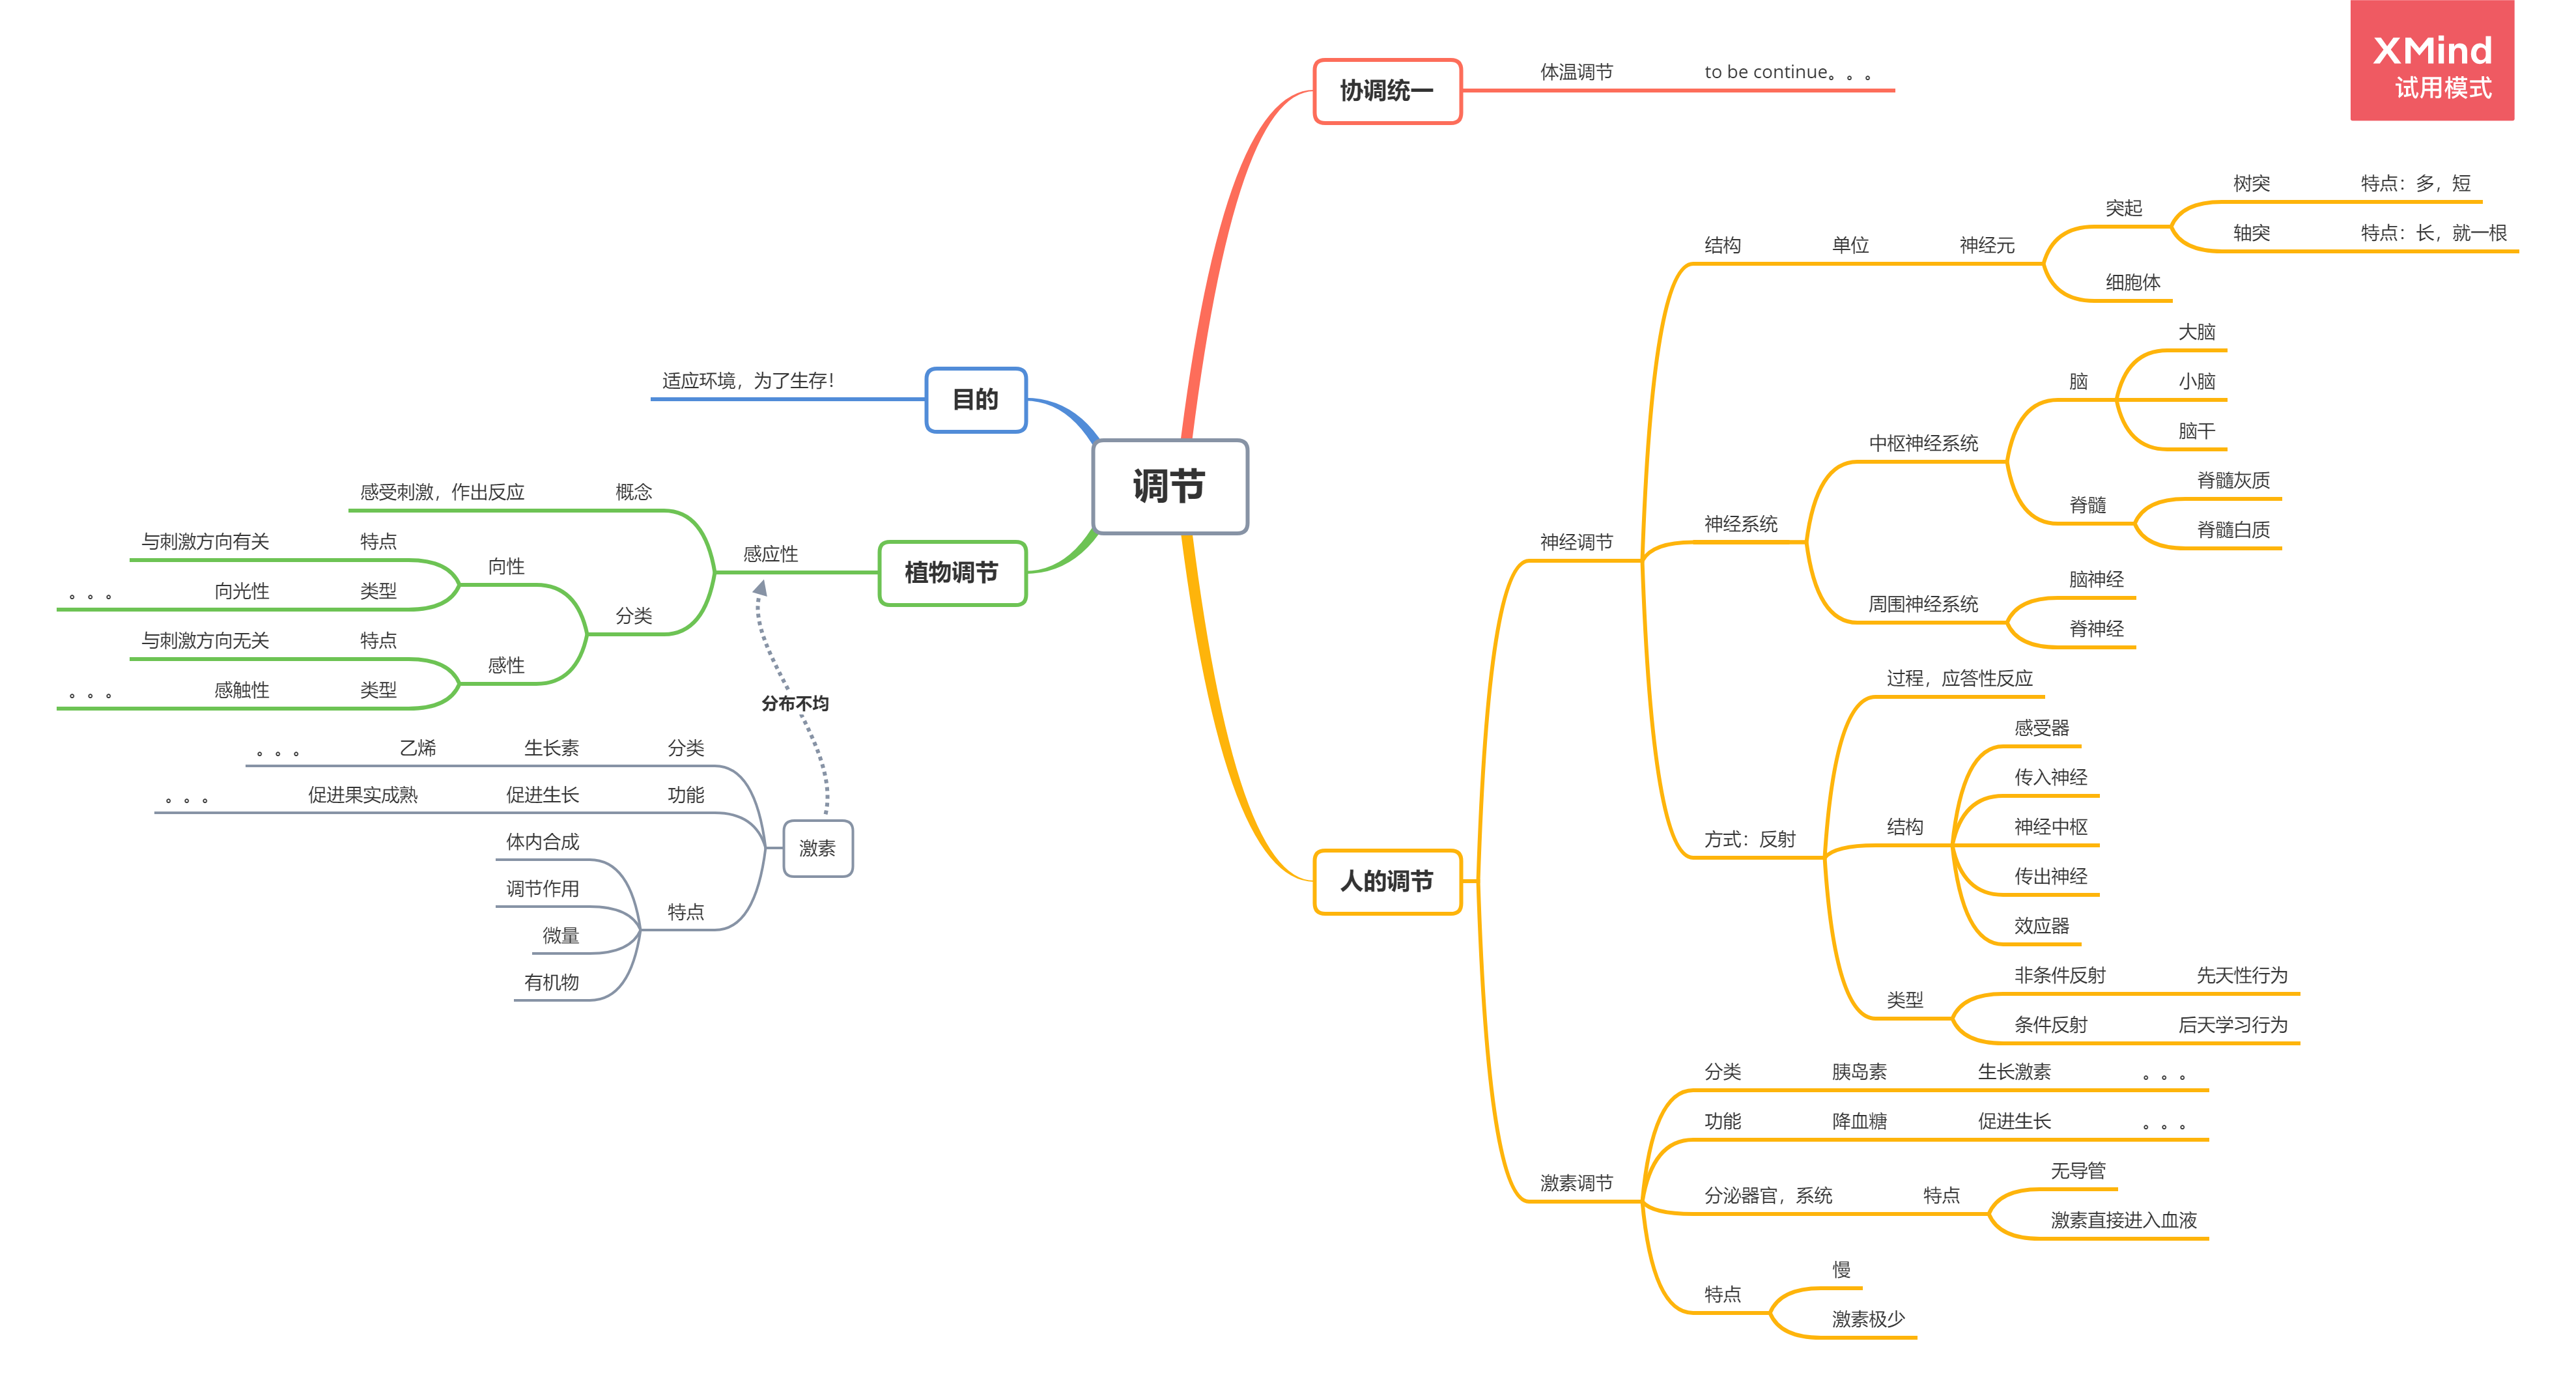 XMind
试用模式
调节
协调统一
体温调节
to be continue。。。
人的调节
神经调节
结构
单位
神经元
突起
树突
特点：多，短
轴突
特点：长，就一根
细胞体
神经系统
中枢神经系统
脑
大脑
小脑
脑干
脊髓
脊髓灰质
脊髓白质
周围神经系统
脑神经
脊神经
方式：反射
过程，应答性反应
结构
感受器
传入神经
神经中枢
传出神经
效应器
类型
非条件反射
先天性行为
条件反射
后天学习行为
激素调节
分类
胰岛素
生长激素
。。。
功能
降血糖
促进生长
。。。
分泌器官，系统
特点
无导管
激素直接进入血液
特点
慢
激素极少
目的
适应环境，为了生存！
植物调节
感应性
概念
感受刺激，作出反应
分类
向性
特点
与刺激方向有关
类型
向光性
。。。
感性
特点
与刺激方向无关
类型
感触性
。。。
分布不均
激素
分类
生长素
乙烯
。。。
功能
促进生长
促进果实成熟
。。。
特点
体内合成
调节作用
微量
有机物